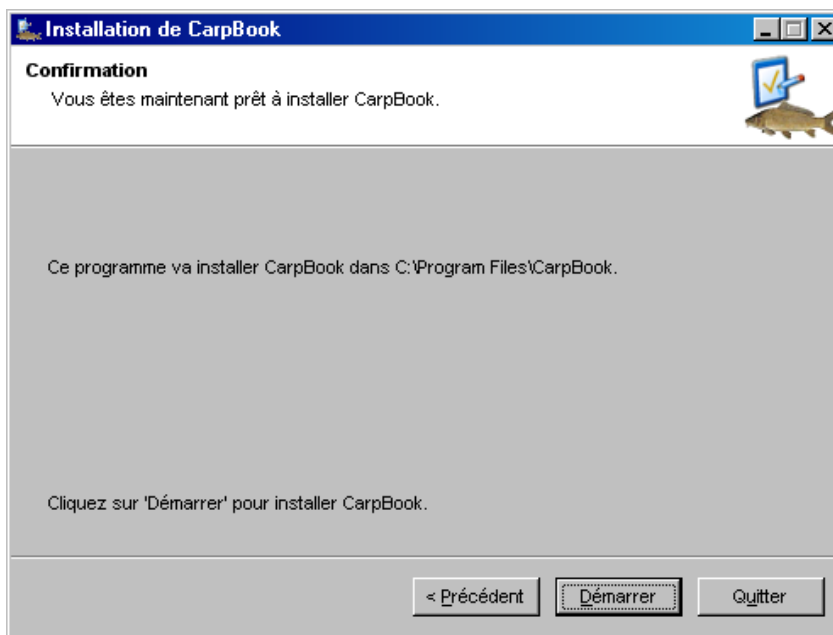 Installation de CarpBook
Confirmation
Vous êtes maintenant prêt à installer CarpBook.
Ce programme va installer CarpBook dans C:\Program Files\CarpBook.
Cliquez sur 'Démarrer' pour installer CarpBook.
< Précédent
Démarrer
Quitter